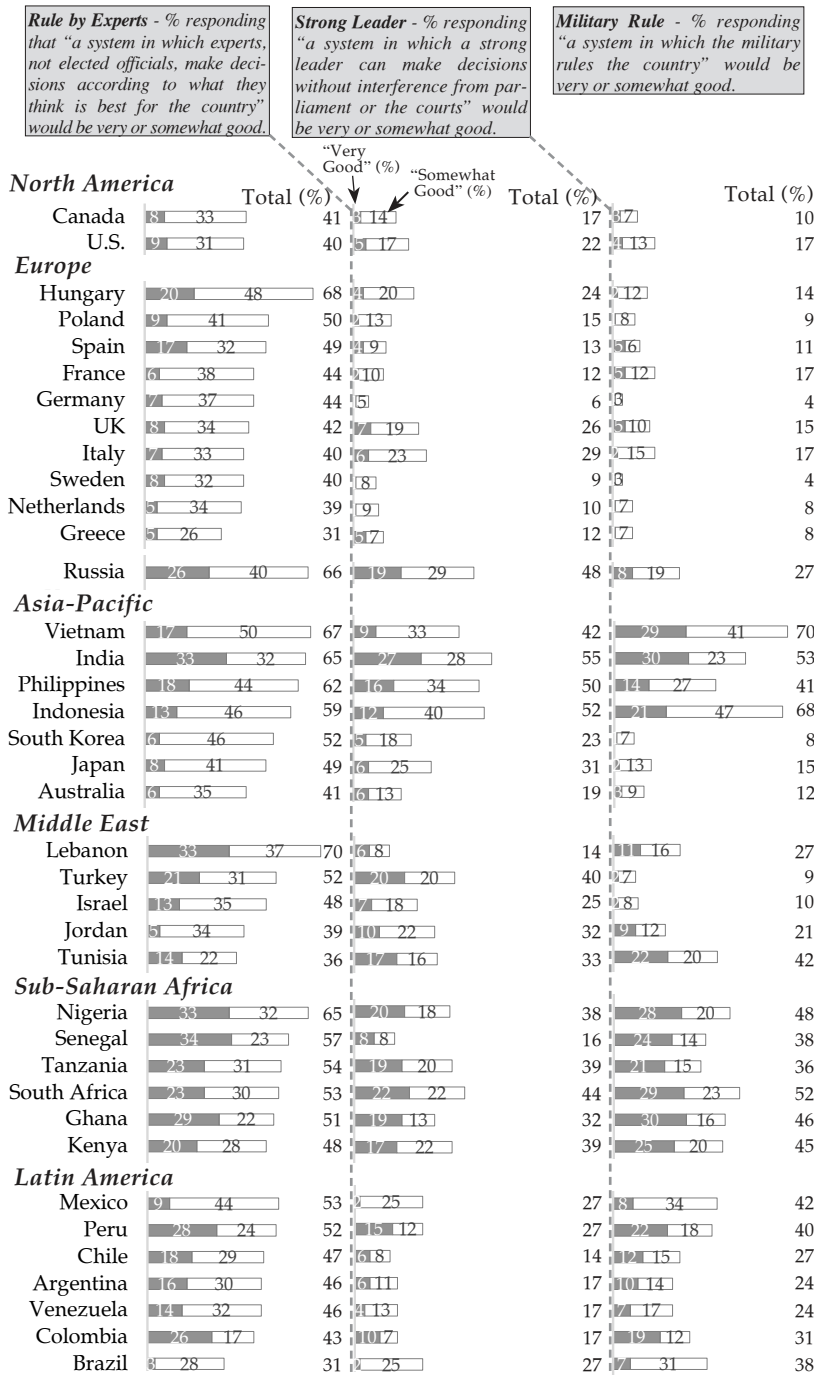 Rule by Experts - % responding
that “a system in which experts,
not elected officials, make deci-
sions according to what they
think is best for the country”
would be very or somewhat good.
Strong Leader - % responding
“a system in which a strong
leader can make decisions
without interference from par-
liament or the courts” would
be very or somewhat good.
Military Rule - % responding
“a system in which the military
rules the country” would be
very or somewhat good.
“Very
Good” (%)
“Somewhat
Good” (%)
North America Total (%) Total (%) Total (%)
Canada 8 33 41 3 14 17 3 7 10
U.S. 9 31 40 5 17 22 4 13 17
Europe
Hungary 20 48 68 4 20 24 2 12 14
Poland 9 41 50 2 13 15 8 9
Spain 17 32 49 4 9 13 5 6 11
France 6 38 44 2 10 12 5 12 17
Germany 7 37 44 5 6 3 4
UK 8 34 42 7 19 26 5 10 15
Italy 7 33 40 6 23 29 2 15 17
Sweden 8 32 40 8 9 3 4
Netherlands 5 34 39 9 10 7 8
Greece 5 26 31 5 7 12 7 8
Russia 26 40 66 19 29 48 8 19 27
Asia-Pacific
Vietnam 17 50 67 9 33 42 29 41 70
India 33 32 65 27 28 55 30 23 53
Philippines 18 44 62 16 34 50 14 27 41
Indonesia 13 46 59 12 40 52 21 47 68
South Korea 6 46 52 5 18 23 7 8
Japan 8 41 49 6 25 31 2 13 15
Australia 6 35 41 6 13 19 3 9 12
Middle East
Lebanon 33 37 70 6 8 14 11 16 27
Turkey 21 31 52 20 20 40 2 7 9
Israel 13 35 48 7 18 25 2 8 10
Jordan 5 34 39 10 22 32 9 12 21
Tunisia 14 22 36 17 16 33 22 20 42
Sub-Saharan Africa
Nigeria 33 32 65 20 18 38 28 20 48
Senegal 34 23 57 8 8 16 24 14 38
Tanzania 23 31 54 19 20 39 21 15 36
South Africa 23 30 53 22 22 44 29 23 52
Ghana 29 22 51 19 13 32 30 16 46
Kenya 20 28 48 17 22 39 25 20 45
Latin America
Mexico 9 44 53 2 25 27 8 34 42
Peru 28 24 52 15 12 27 22 18 40
Chile 18 29 47 6 8 14 12 15 27
Argentina 16 30 46 6 11 17 10 14 24
Venezuela 14 32 46 4 13 17 7 17 24
Colombia 26 17 43 10 7 17 19 12 31
Brazil 3 28 31 2 25 27 7 31 38